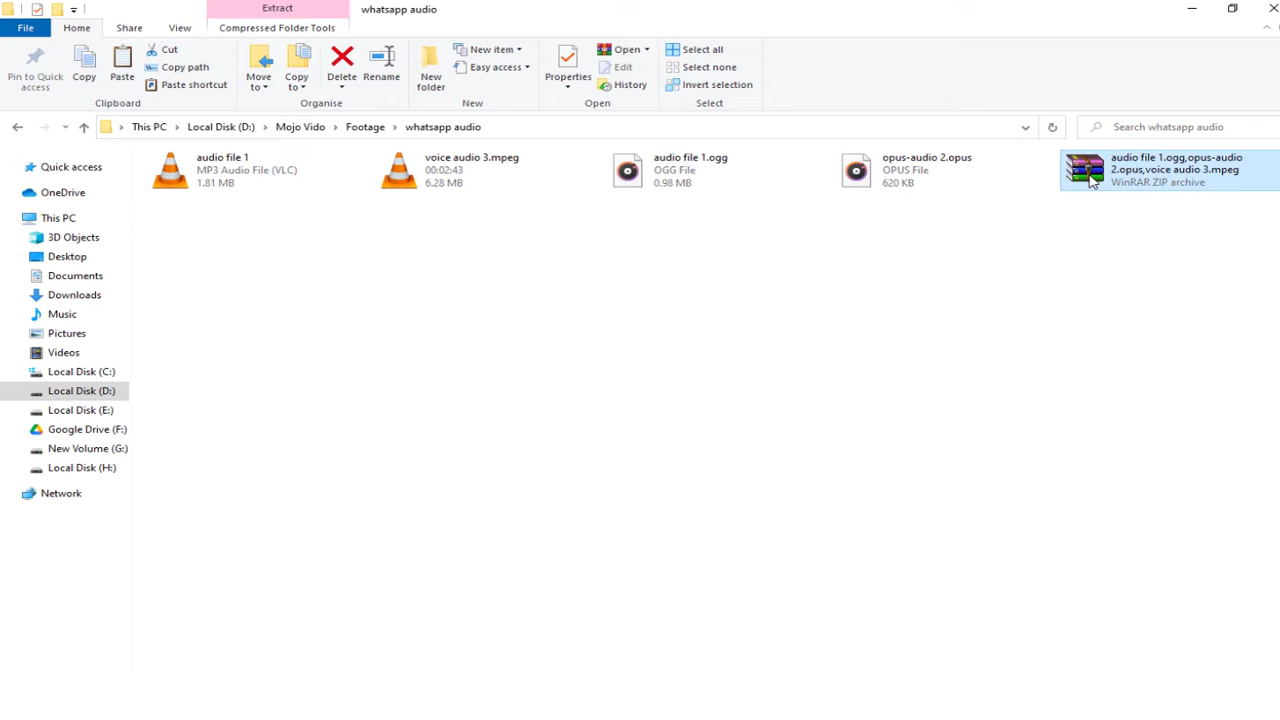 Extract
whatsapp audio
File
Home
Share
View
Compressed Folder Tools
Pin to Quick
access
Copy
Paste
Cut
Copy path
Paste shortcut
Clipboard
Move
to
Copy
to
Delete
Rename
Organise
New
folder
New item
Easy access
New
Properties
Open
Edit
History
Open
Select all
Select none
Invert selection
Select
This PC
Local Disk (D:)
Mojo Vido
Footage
whatsapp audio
Search whatsapp audio
Quick access
OneDrive
This PC
3D Objects
Desktop
Documents
Downloads
Music
Pictures
Videos
Local Disk (C:)
Local Disk (D:)
Local Disk (E:)
Google Drive (F:)
New Volume (G:)
Local Disk (H:)
Network
audio file 1
MP3 Audio File (VLC)
1.81 MB
voice audio 3.mpeg
00:02:43
6.28 MB
audio file 1.ogg
OGG File
0.98 MB
opus-audio 2.opus
OPUS File
620 KB
audio file 1.ogg,opus-audio
2.opus,voice audio 3.mpeg
WinRAR ZIP archive